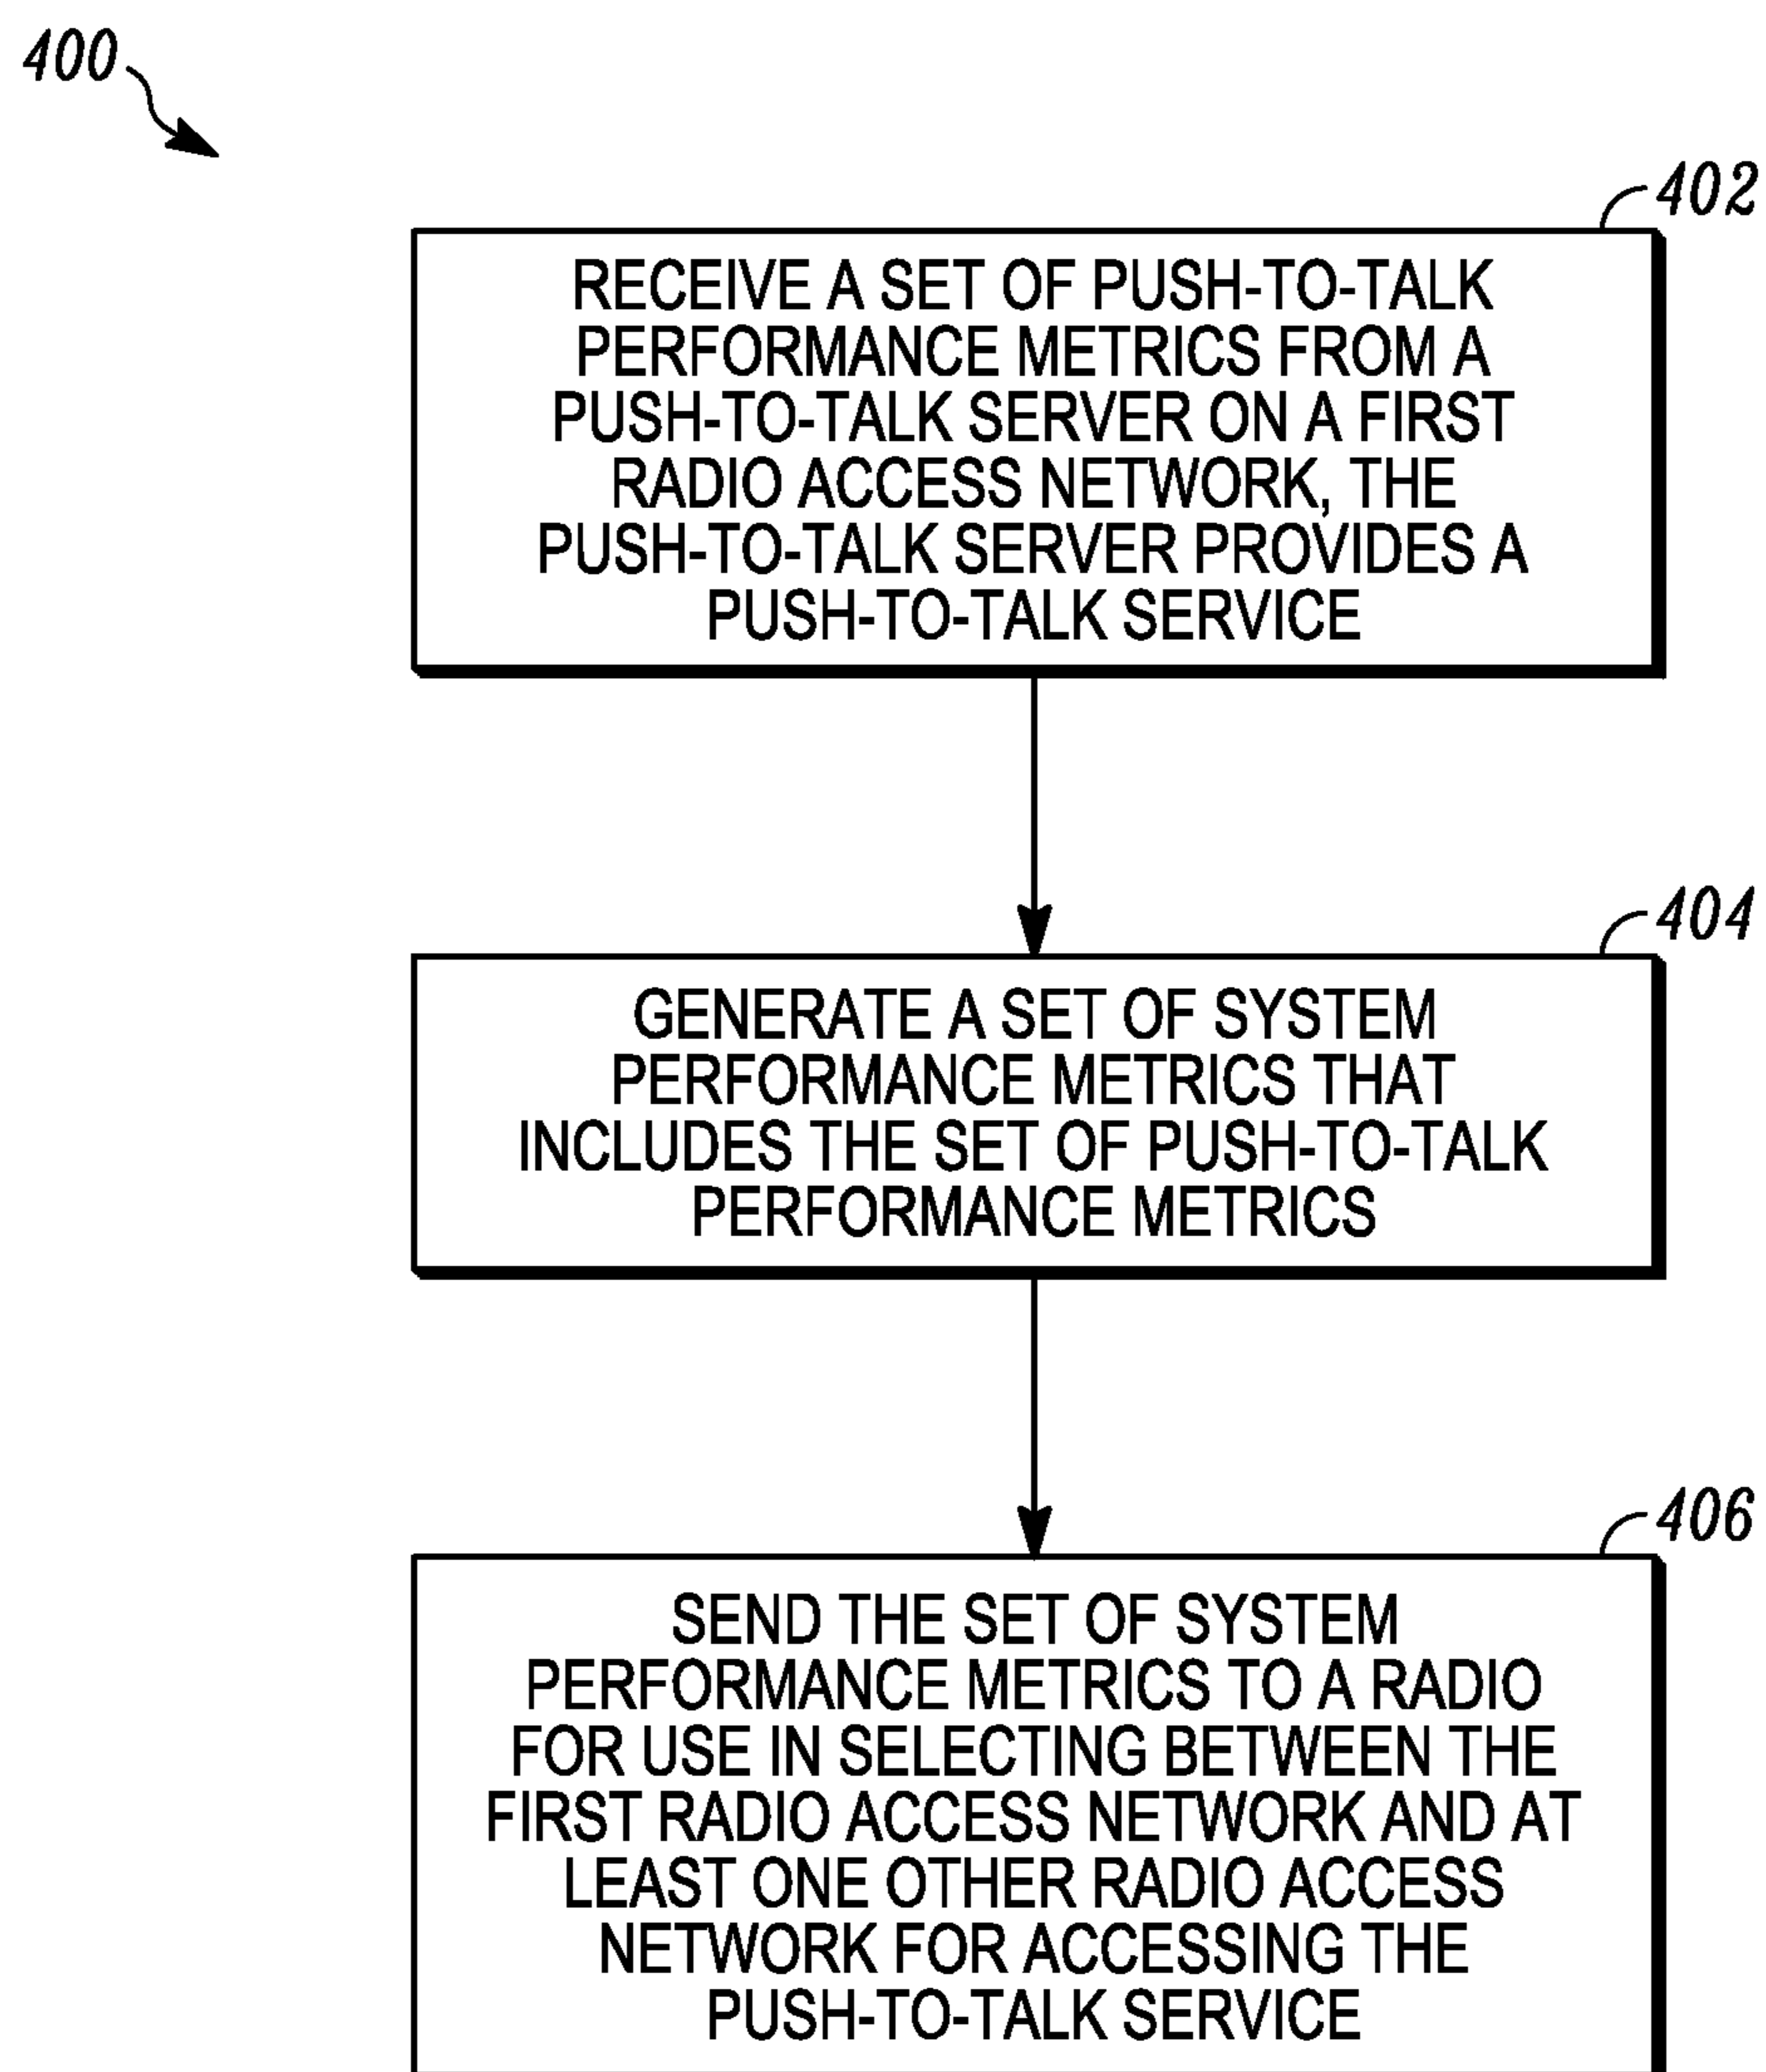 400
402
RECEIVE A SET OF PUSH-TO-TALK
PERFORMANCE METRICS FROM A
PUSH-TO-TALK SERVER ON A FIRST
RADIO ACCESS NETWORK, THE
PUSH-TO-TALK SERVER PROVIDES A
PUSH-TO-TALK SERVICE
404
GENERATE A SET OF SYSTEM
PERFORMANCE METRICS THAT
INCLUDES THE SET OF PUSH-TO-TALK
PERFORMANCE METRICS
406
SEND THE SET OF SYSTEM
PERFORMANCE METRICS TO A RADIO
FOR USE IN SELECTING BETWEEN THE
FIRST RADIO ACCESS NETWORK AND AT
LEAST ONE OTHER RADIO ACCESS
NETWORK FOR ACCESSING THE
PUSH-TO-TALK SERVICE